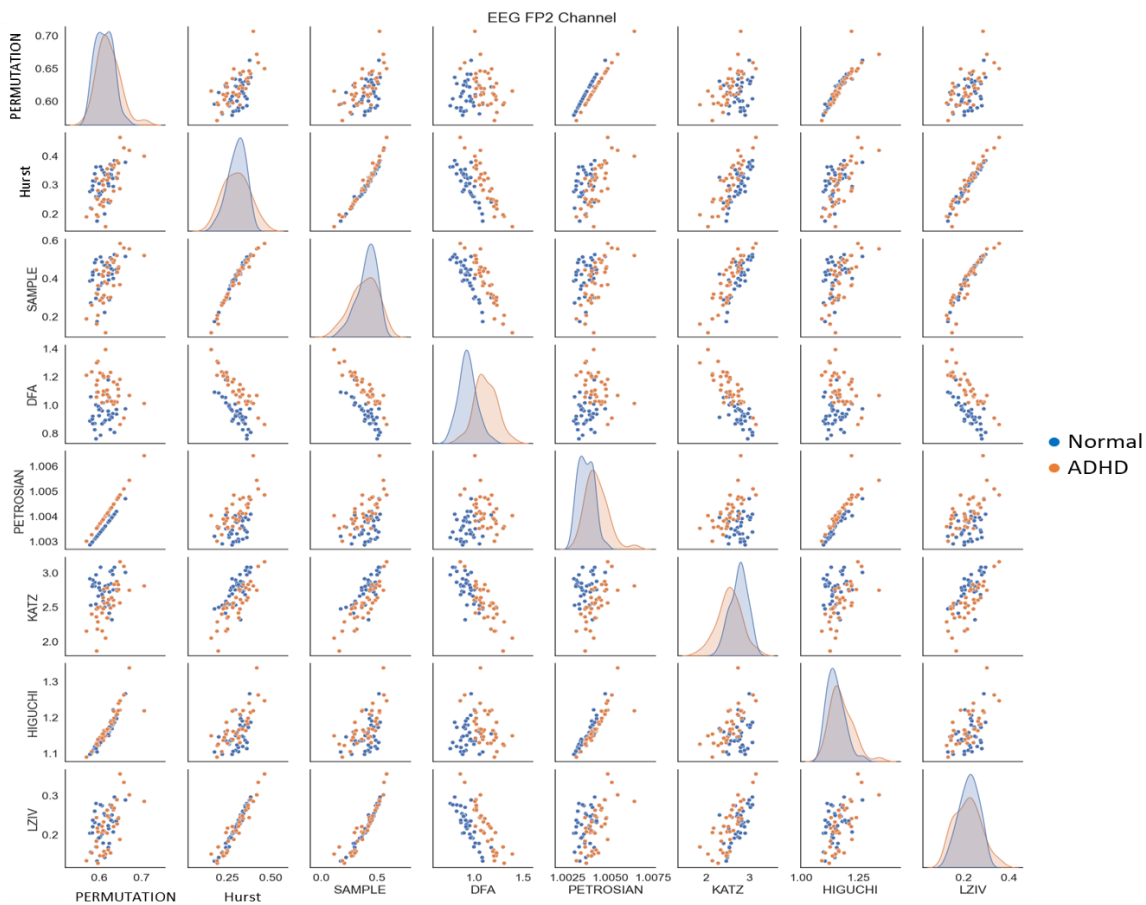 EEG FP2 Channel
PERMUTATION
0.70
0.65
0.60
Hurst
0.4
0.3
0.2
SAMPLE
0.6
0.4
0.2
DFA
1.4
1.2
1.0
0.8
Normal
ADHD
PETROSIAN
1.006
1.005
1.004
1.003
KATZ
3.0
2.5
2.0
HIGUCHI
1.3
1.2
1.1
LZIV
0.3
0.2
0.6 0.7 0.25 0.50 0.0 0.5 1.0 1.5 1.0025 1.0050 1.0075 2 3 1.00 1.25 0.2 0.4
PERMUTATION Hurst SAMPLE DFA PETROSIAN KATZ HIGUCHI LZIV